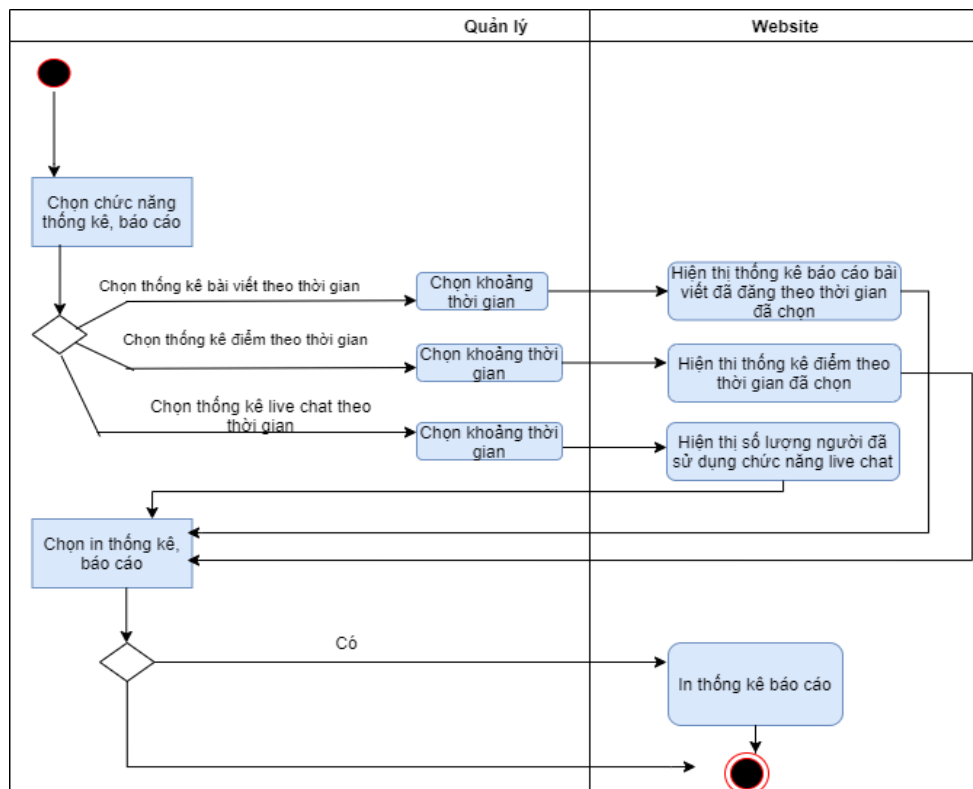 Quản lý
Website
Chọn chức năng
thống kê, báo cáo
Chọn thống kê bài viết theo thời gian
Chọn khoảng
thời gian
Hiện thị thống kê báo cáo bài
viết đã đăng theo thời gian
đã chọn
Chọn thống kê điểm theo thời gian
Chọn khoảng thời
gian
Hiện thị thống kê điểm theo
thời gian đã chọn
Chọn thống kê live chat theo
thời gian
Chọn khoảng thời
gian
Hiện thị số lượng người đã
sử dụng chức năng live chat
Chọn in thống kê,
báo cáo
Có
In thống kê báo cáo